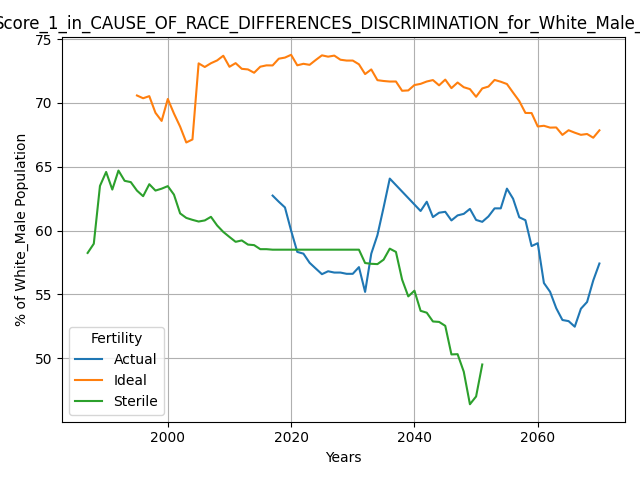 Score_1_in_CAUSE_OF_RACE_DIFFERENCES_DISCRIMINATION_for_White_Male_
% of White_Male Population
75
70
65
60
55
50
Fertility
Actual
Ideal
Sterile
2000
2020
2040
2060
Years